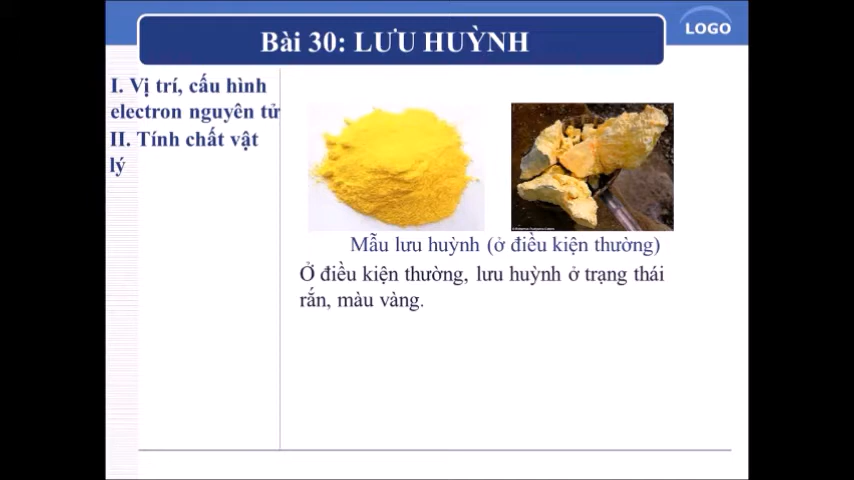 Bài 30: LƯU HUỲNH
LOGO
I. Vị trí, cấu hình
electron nguyên tử
II. Tính chất vật
lý
Mẫu lưu huỳnh (ở điều kiện thường)
Ở điều kiện thường, lưu huỳnh ở trạng thái
rắn, màu vàng.